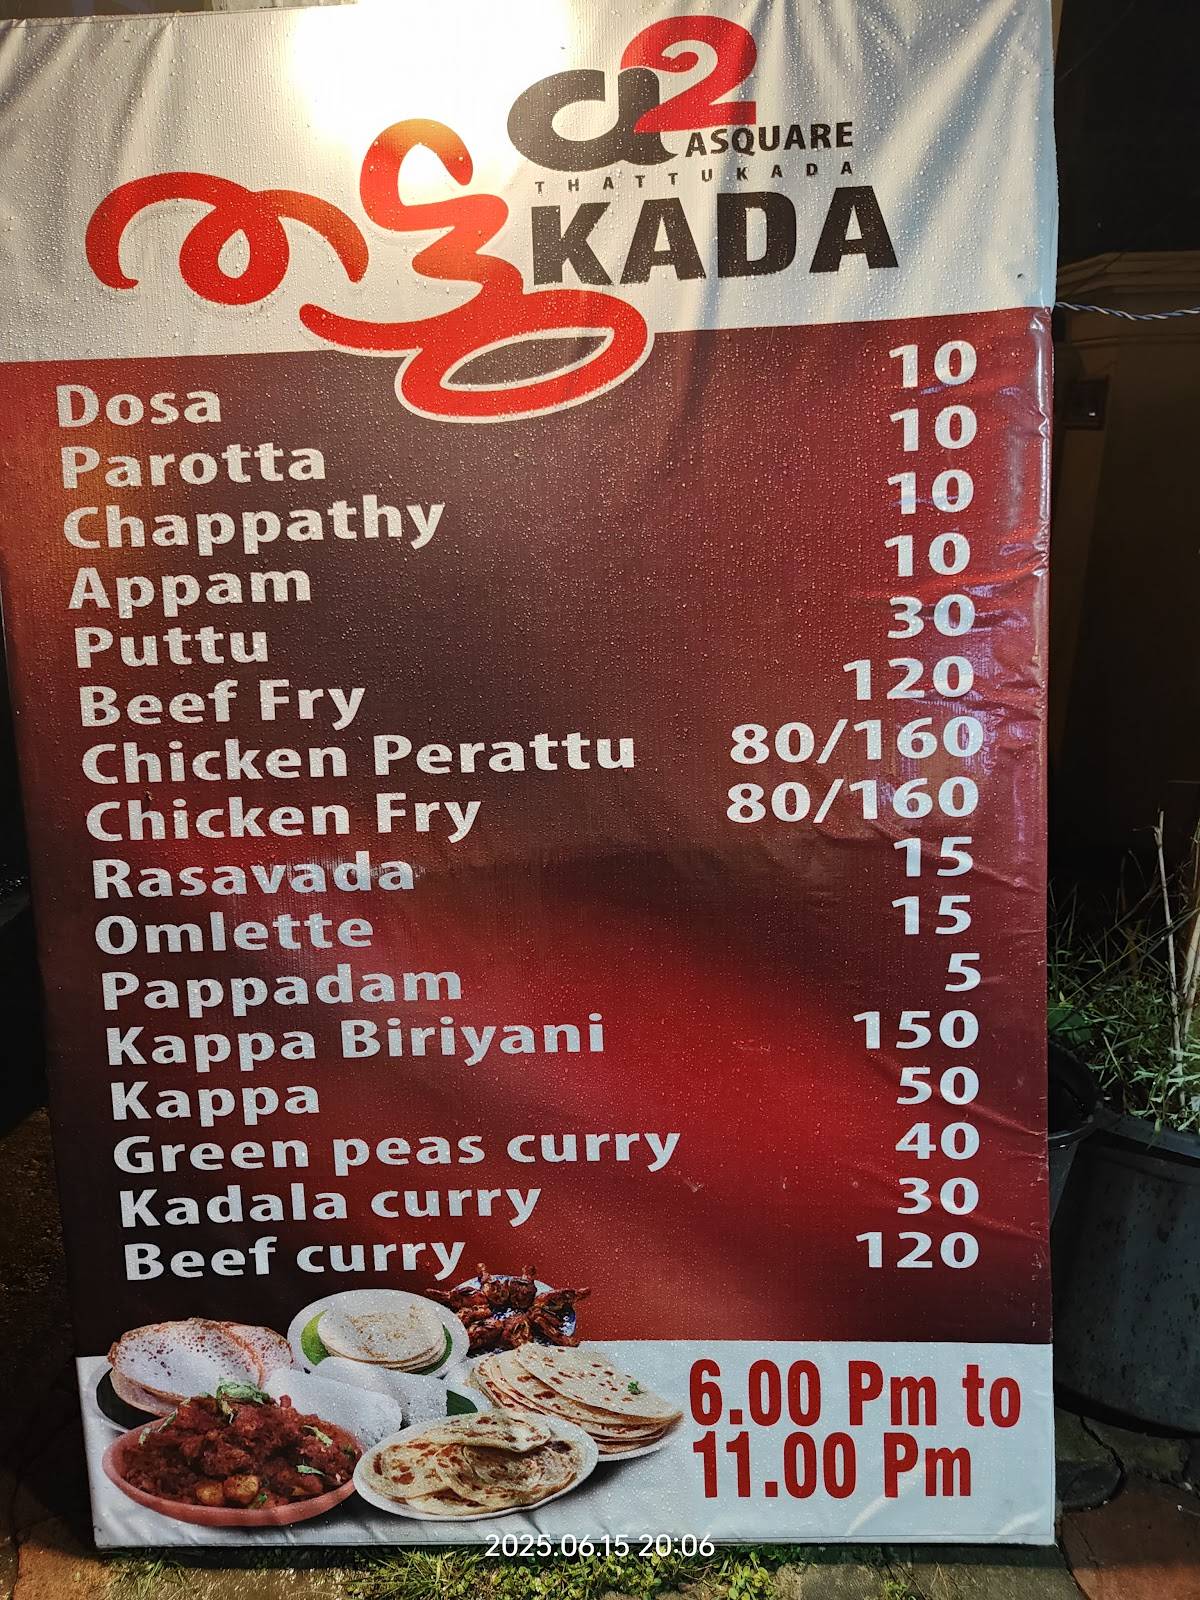 a2
ASQUARE
THATTUKADA
തട്ടു KADA
Dosa 10
Parotta 10
Chappathy 10
Appam 10
Puttu 30
Beef Fry 120
Chicken Perattu 80/160
Chicken Fry 80/160
Rasavada 15
Omlette 15
Pappadam 5
Kappa Biriyani 150
Kappa 50
Green peas curry 40
Kadala curry 30
Beef curry 120
6.00 Pm to
11.00 Pm
2025.06.15 20:06